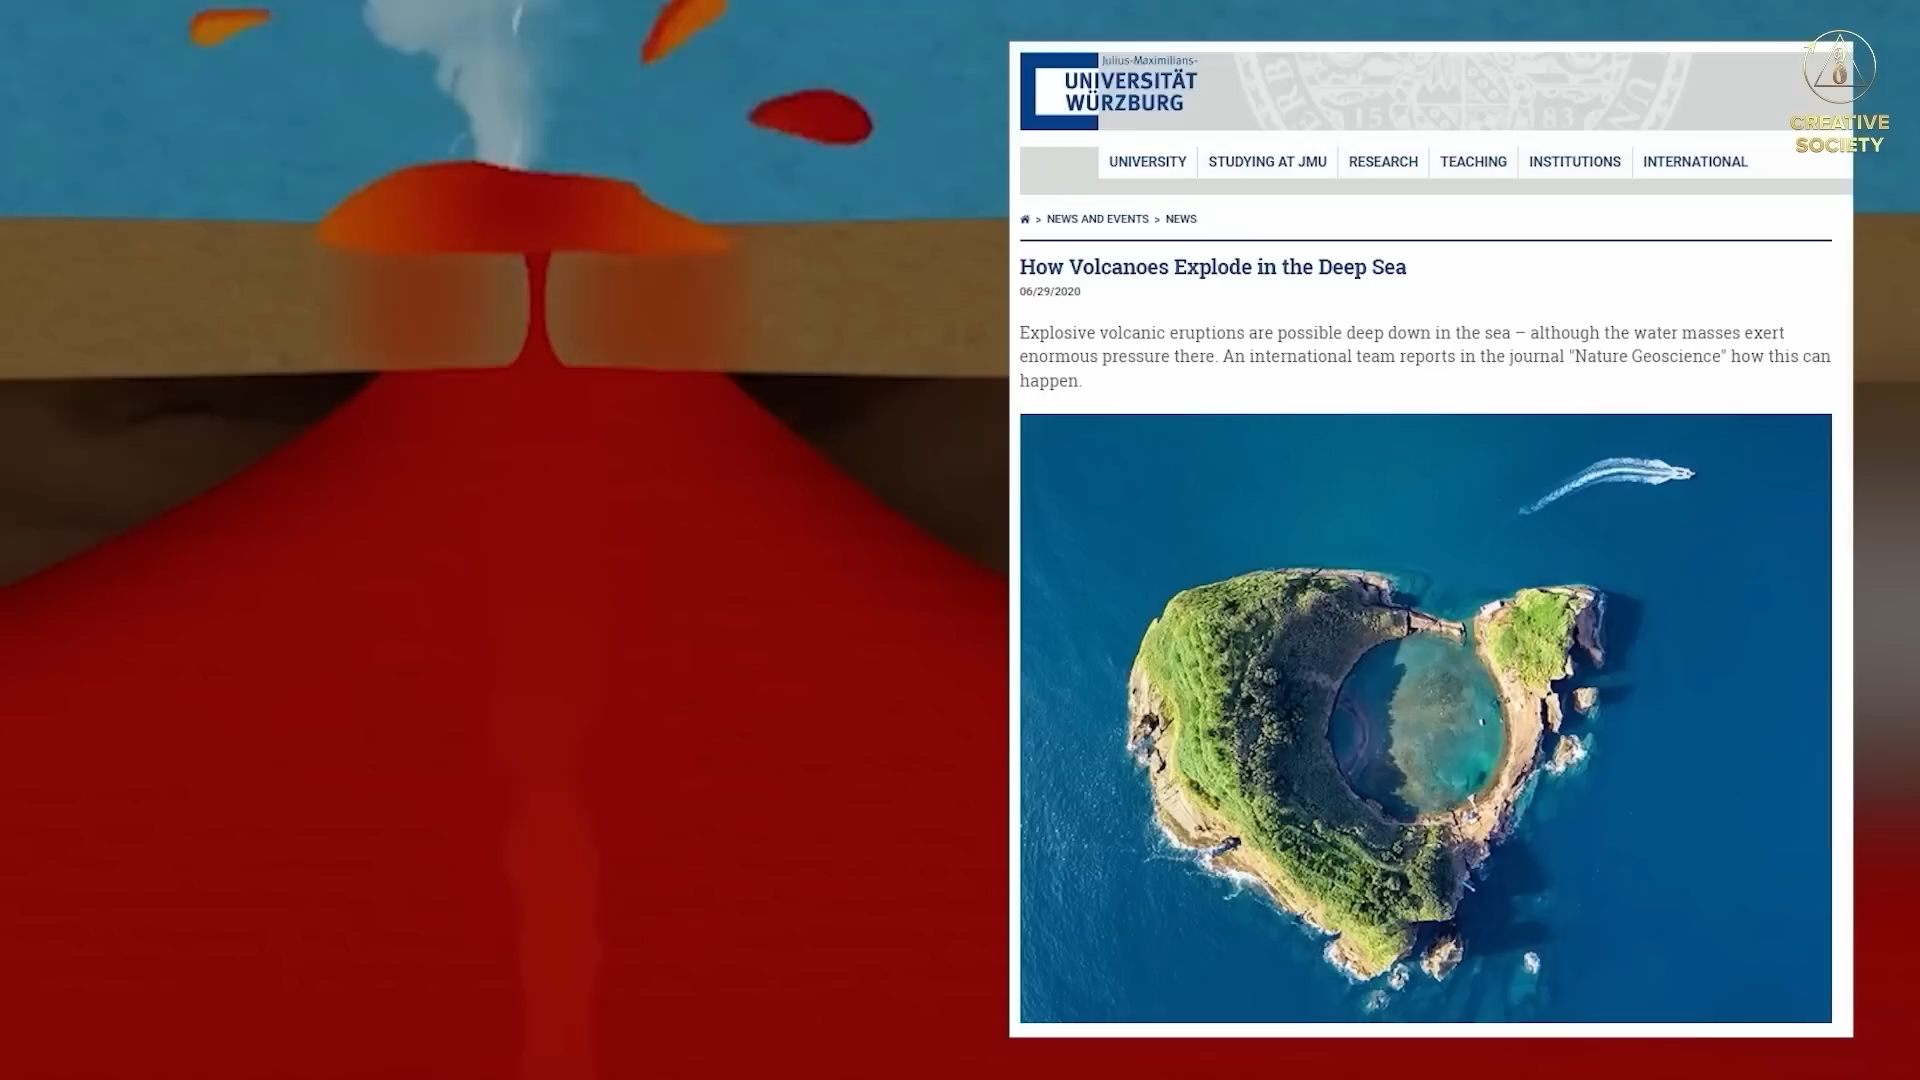 Julius-Maximilians-
UNIVERSITÄT
WÜRZBURG
CREATIVE
SOCIETY
UNIVERSITY STUDYING AT JMU RESEARCH TEACHING INSTITUTIONS INTERNATIONAL
> NEWS AND EVENTS > NEWS
How Volcanoes Explode in the Deep Sea
06/29/2020
Explosive volcanic eruptions are possible deep down in the sea – although the water masses exert
enormous pressure there. An international team reports in the journal "Nature Geoscience" how this can
happen.